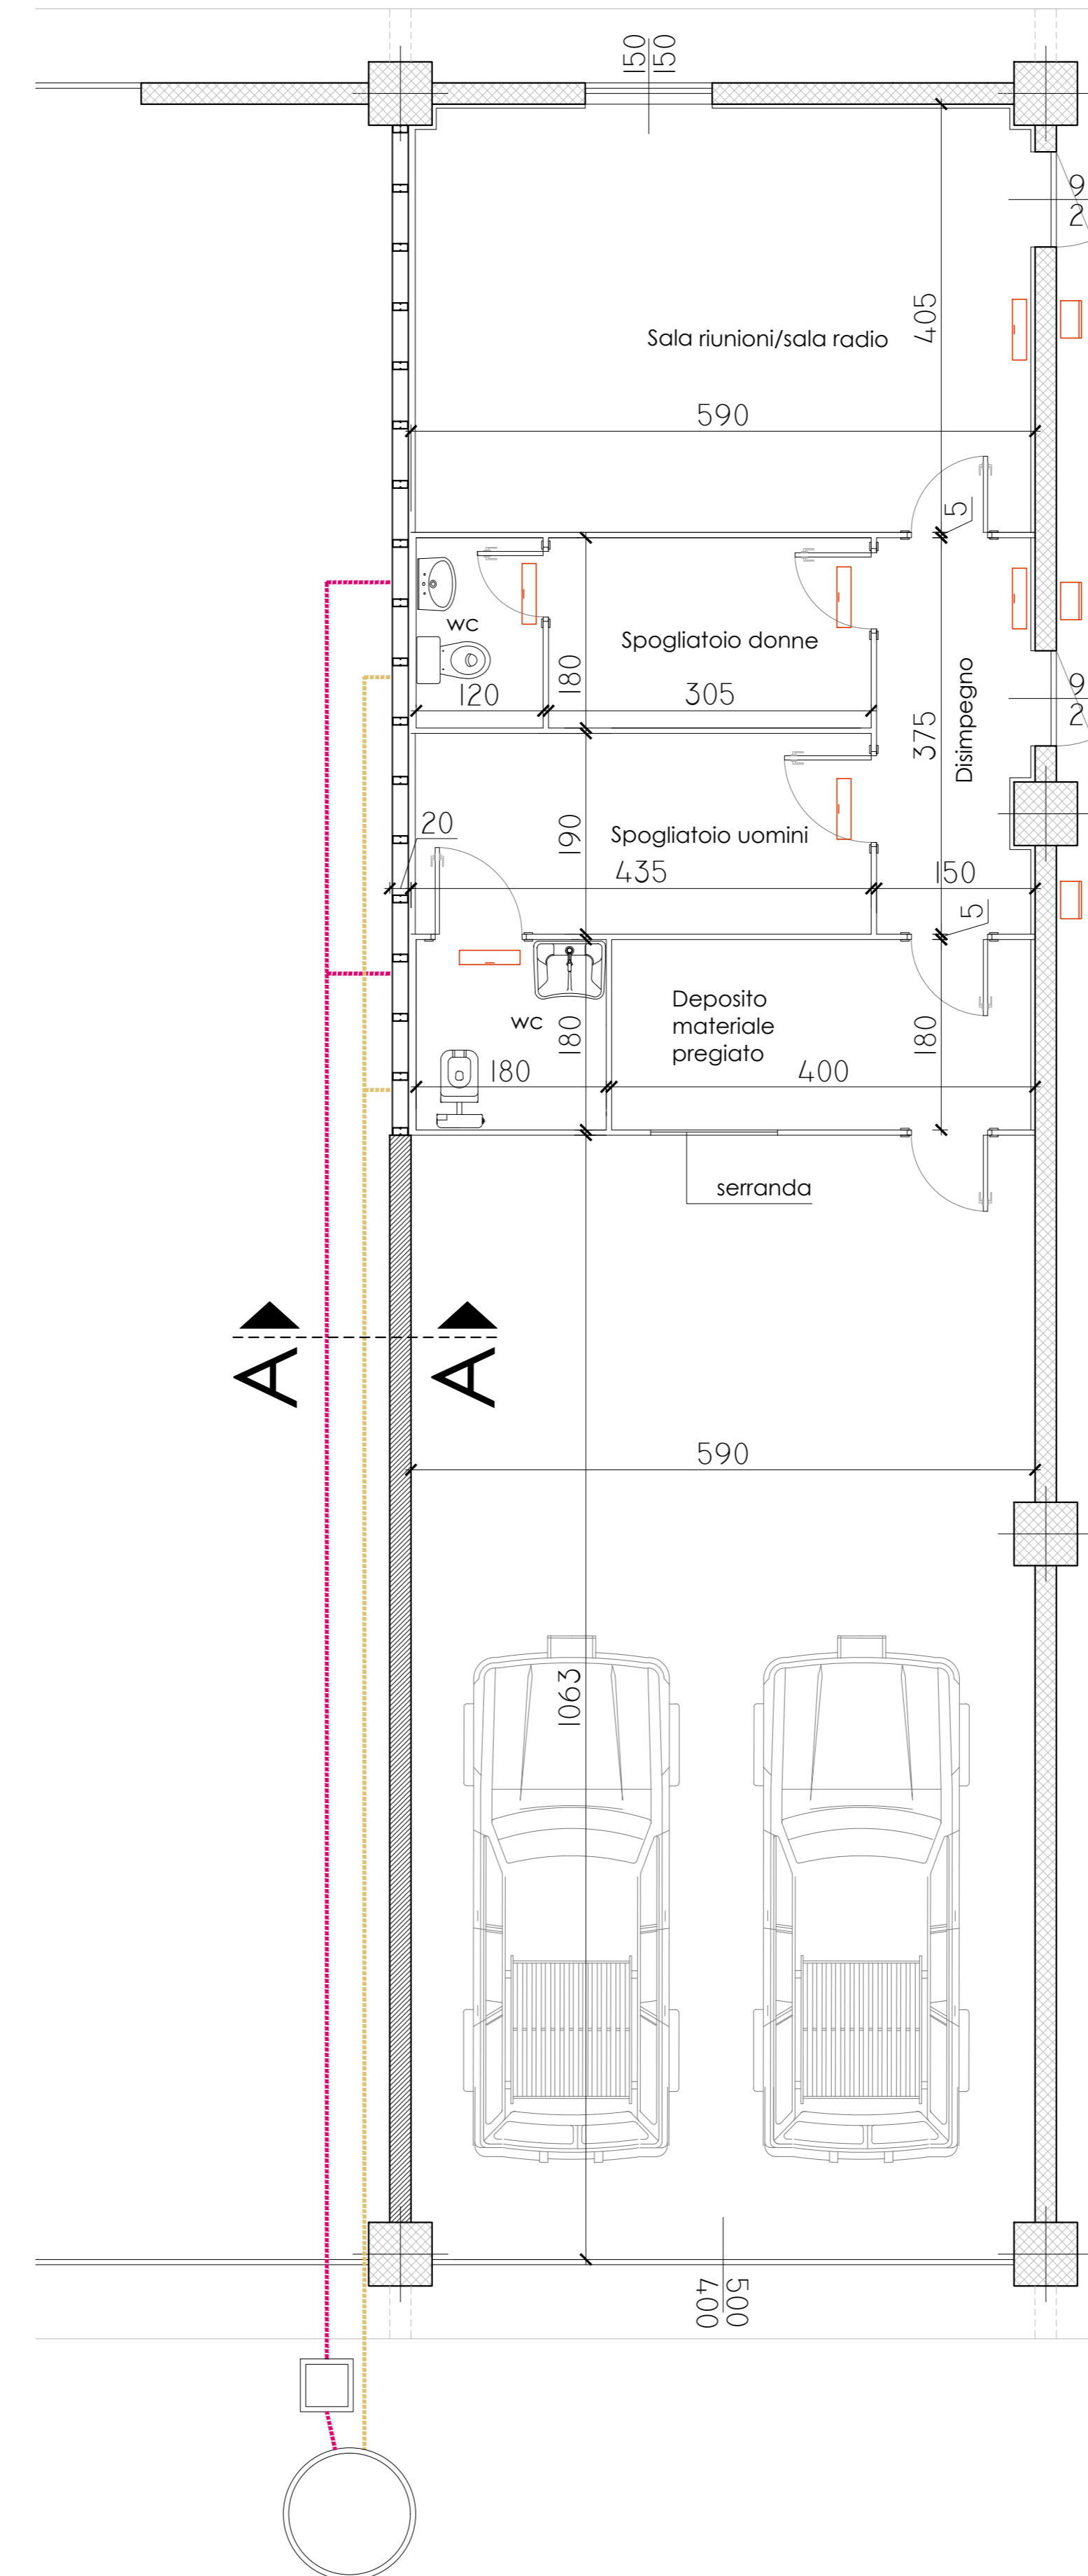 150
150
9
2
Sala riunioni/sala radio
405
590
5
wc
Spogliatoio donne
180
120
305
9
2
375
Disimpegno
20
190
Spogliatoio uomini
435
150
5
Deposito
materiale
pregiato
wc
180
180
180
400
serranda
A
A
590
1063
500
400